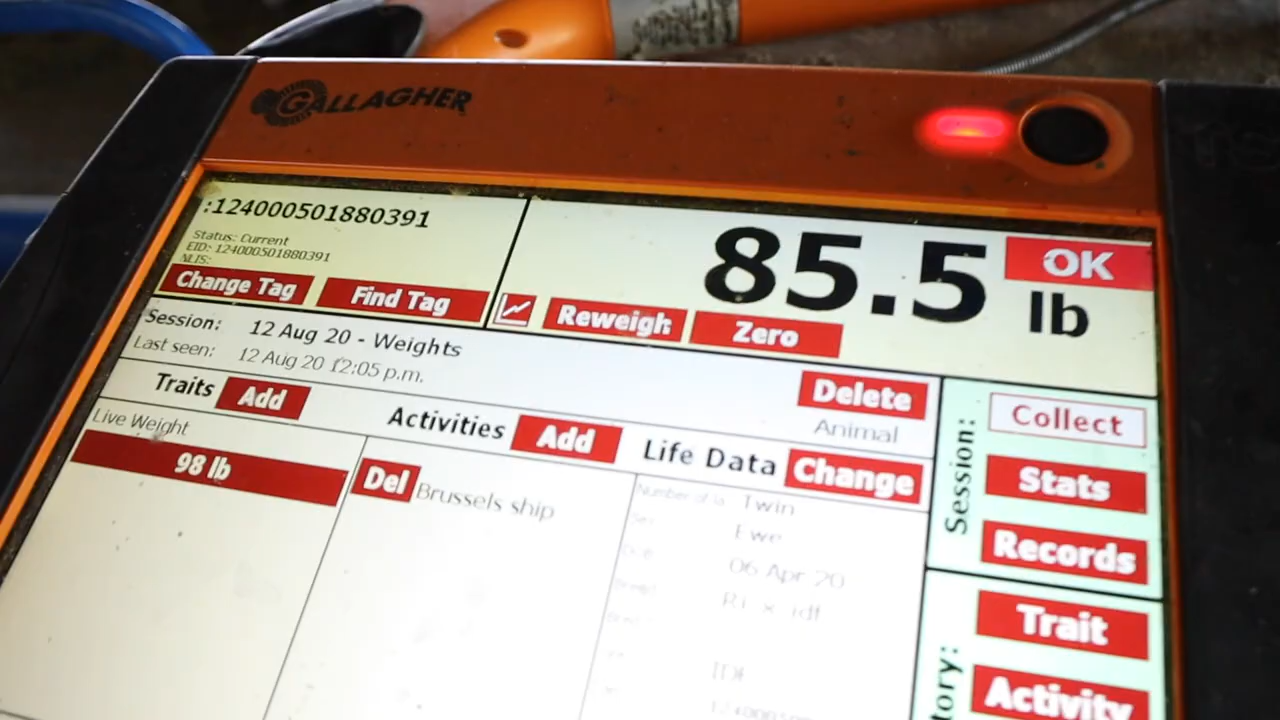 GALLAGHER
:124000501880391
Status: Current
EID: 124000501880391
NLIS:
Change Tag
Find Tag
85.5 lb
OK
Reweigh
Zero
Session: 12 Aug 20 - Weights
Last seen: 12 Aug 20 12:05 p.m.
Delete
Animal
Traits Add
Activities Add
Life Data Change
Live Weight
98 lb
Del Brussels ship
Twin
Ewe
06 Apr 20
Session:
Collect
Stats
Records
Trait
Activity